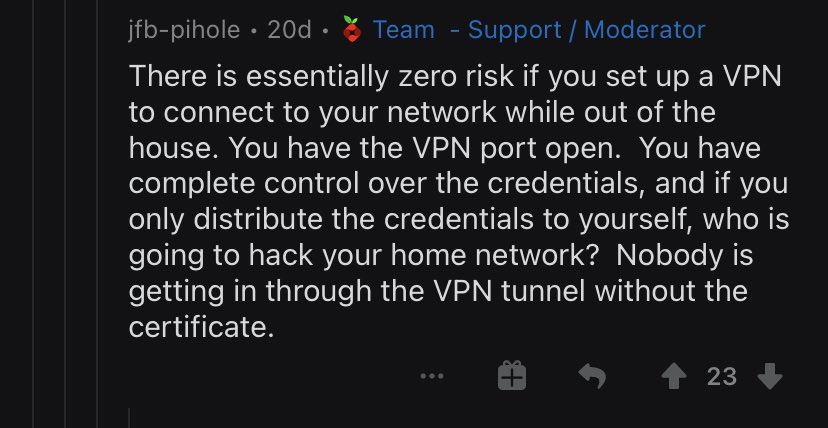 jfb-pihole • 20d • Team - Support / Moderator
There is essentially zero risk if you set up a VPN
to connect to your network while out of the
house. You have the VPN port open.  You have
complete control over the credentials, and if you
only distribute the credentials to yourself, who is
going to hack your home network?  Nobody is
getting in through the VPN tunnel without the
certificate.
23